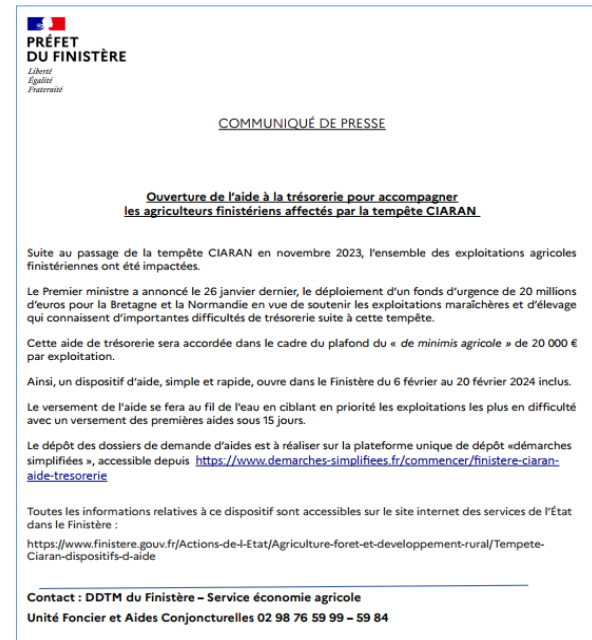 PRÉFET
DU FINISTÈRE
Liberté
Égalité
Fraternité
COMMUNIQUÉ DE PRESSE
Ouverture de l'aide à la trésorerie pour accompagner
les agriculteurs finistériens affectés par la tempête CIARAN
Suite au passage de la tempête CIARAN en novembre 2023, l'ensemble des exploitations agricoles
finistériennes ont été impactées.
Le Premier ministre a annoncé le 26 janvier dernier, le déploiement d'un fonds d'urgence de 20 millions
d'euros pour la Bretagne et la Normandie en vue de soutenir les exploitations maraîchères et d'élevage
qui connaissent d'importantes difficultés de trésorerie suite à cette tempête.
Cette aide de trésorerie sera accordée dans le cadre du plafond du « de minimis agricole » de 20 000 €
par exploitation.
Ainsi, un dispositif d'aide, simple et rapide, ouvre dans le Finistère du 6 février au 20 février 2024 inclus.
Le versement de l'aide se fera au fil de l'eau en ciblant en priorité les exploitations les plus en difficulté
avec un versement des premières aides sous 15 jours.
Le dépôt des dossiers de demande d'aides est à réaliser sur la plateforme unique de dépôt «démarches
simplifiées », accessible depuis https://www.demarches-simplifiees.fr/commencer/finistere-ciaran-
aide-tresorerie
Toutes les informations relatives à ce dispositif sont accessibles sur le site internet des services de l'État
dans le Finistère :
https://www.finistere.gouv.fr/Actions-de-l-Etat/Agriculture-foret-et-developpement-rural/Tempete-
Ciaran-dispositifs-d-aide
Contact : DDTM du Finistère – Service économie agricole
Unité Foncier et Aides Conjoncturelles 02 98 76 59 99 – 59 84